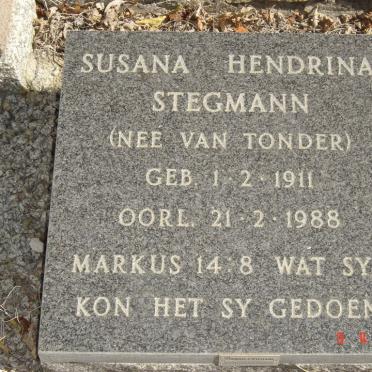 SUSANA HENDRINA
STEGMANN
(NEE VAN TONDER)
GEB. 1·2·1911
OORL. 21·2·1988
MARKUS 14:8 WAT SY
KON HET SY GEDOEN